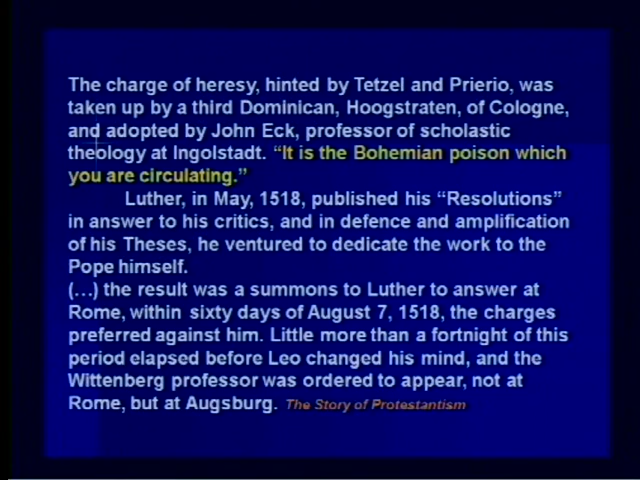 The charge of heresy, hinted by Tetzel and Prierio, was
taken up by a third Dominican, Hoogstraten, of Cologne,
and adopted by John Eck, professor of scholastic
theology at Ingolstadt. “It is the Bohemian poison which
you are circulating.”
Luther, in May, 1518, published his “Resolutions”
in answer to his critics, and in defence and amplification
of his Theses, he ventured to dedicate the work to the
Pope himself.
(…) the result was a summons to Luther to answer at
Rome, within sixty days of August 7, 1518, the charges
preferred against him. Little more than a fortnight of this
period elapsed before Leo changed his mind, and the
Wittenberg professor was ordered to appear, not at
Rome, but at Augsburg. The Story of Protestantism